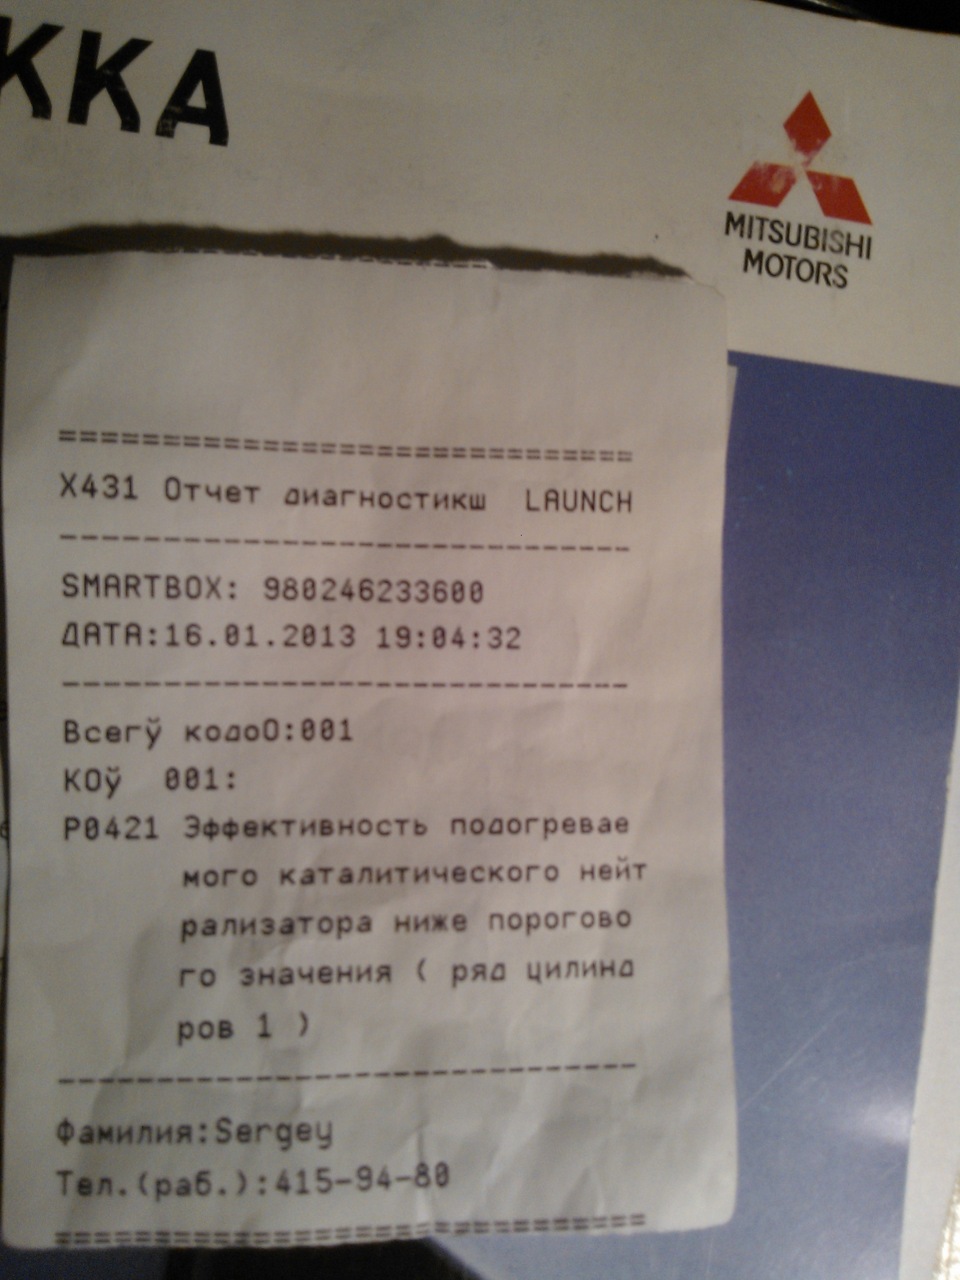 ККА
MITSUBISHI
MOTORS
==============================
X431 Отчет диагностикш LAUNCH
------------------------------
SMARTBOX: 980246233600
ДАТА:16.01.2013 19:04:32
------------------------------
Всегў кодоО:001
КОў 001:
P0421 Эффективность подогревае
мого каталитического нейт
рализатора ниже порогово
го значения ( ряд цилинд
ров 1 )
------------------------------
Фамилия:Sergey
Тел.(раб.):415-94-80
==============================